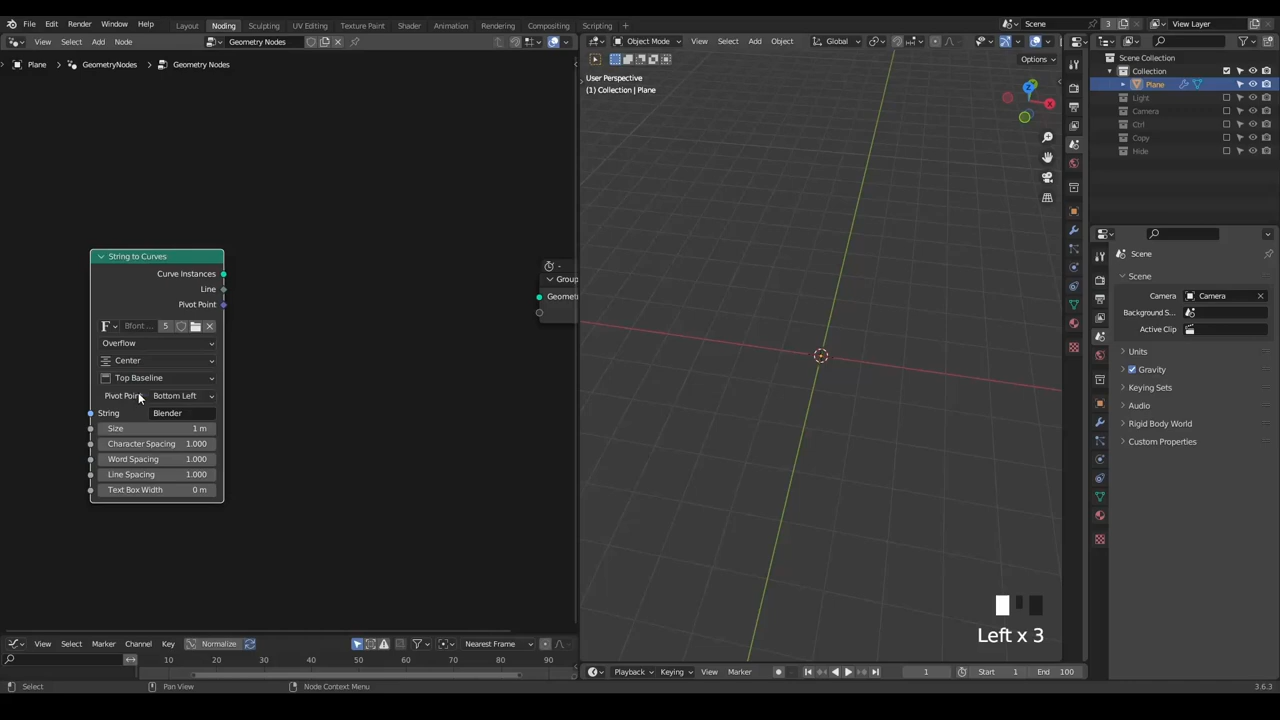 File Edit Render Window Help Layout Noding Sculpting UV Editing Texture Paint Shader Animation Rendering Compositing Scripting + Scene 3 View Layer
View Select Add Node Geometry Nodes Object Mode View Select Add Object Global
Plane > GeometryNodes > Geometry Nodes
Options
User Perspective
(1) Collection | Plane
Z
X
Scene Collection
Collection
Plane
Light
Camera
Ctrl
Copy
Hide
String to Curves
Curve Instances
Line
Pivot Point
F Bfont ... 5
Overflow
Center
Top Baseline
Pivot Point Bottom Left
String Blender
Size 1 m
Character Spacing 1.000
Word Spacing 1.000
Line Spacing 1.000
Text Box Width 0 m
Group
Geomet
Scene
Scene
Camera Camera
Background S...
Active Clip
Units
Gravity
Keying Sets
Audio
Rigid Body World
Custom Properties
Left x 3
View Select Marker Channel Key Normalize Nearest Frame
10 20 30 40 50 60 70 80 90
Playback Keying View Marker 1 Start 1 End 100
Select Pan View Node Context Menu 3.6.3